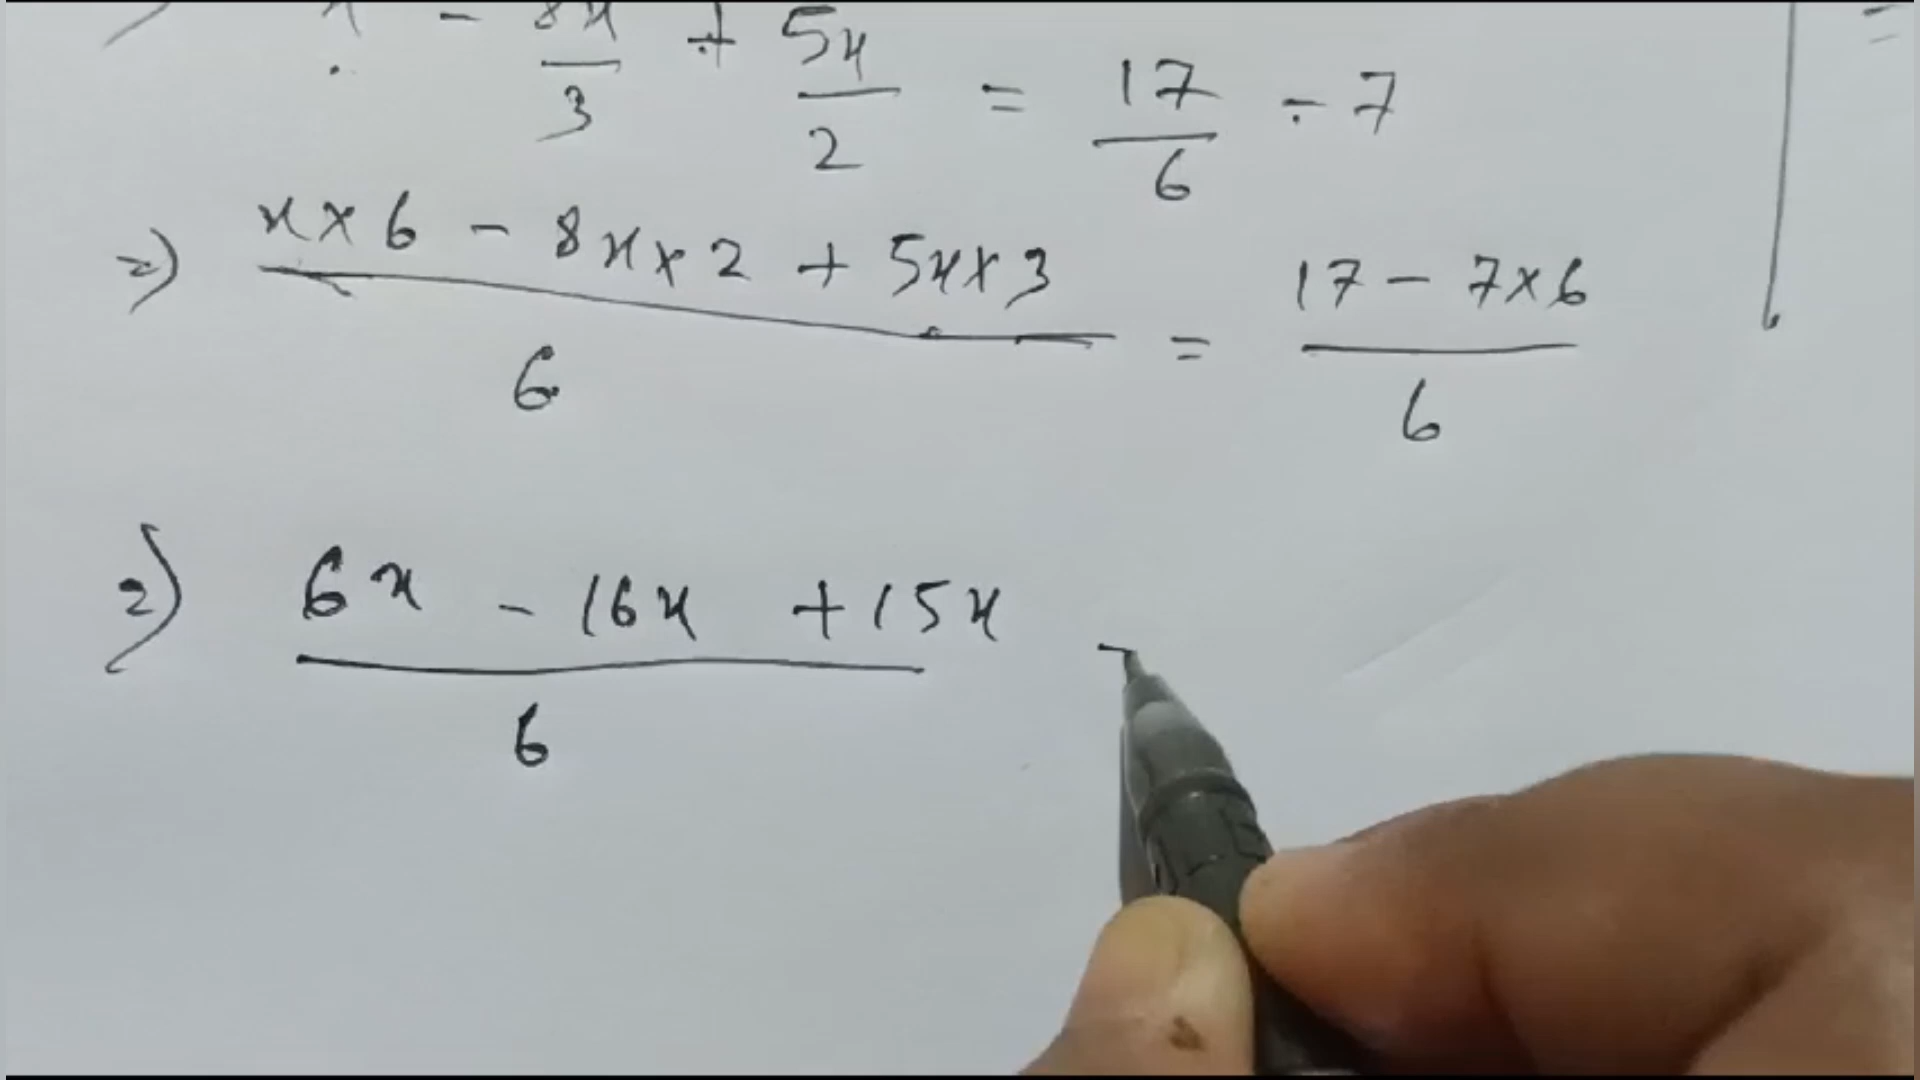 x - 8x/3 + 5x/2 = 17/6 - 7
=) (x × 6 - 8x × 2 + 5x × 3)/6 = (17 - 7 × 6)/6
=) (6x - 16x + 15x)/6
=